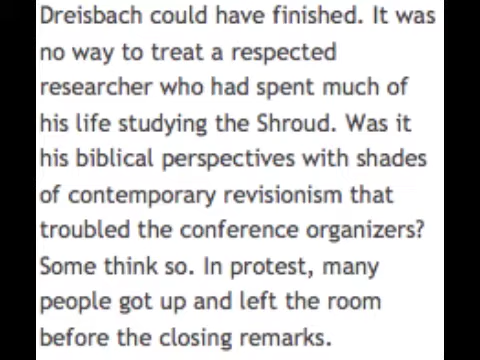 Dreisbach could have finished. It was
no way to treat a respected
researcher who had spent much of
his life studying the Shroud. Was it
his biblical perspectives with shades
of contemporary revisionism that
troubled the conference organizers?
Some think so. In protest, many
people got up and left the room
before the closing remarks.